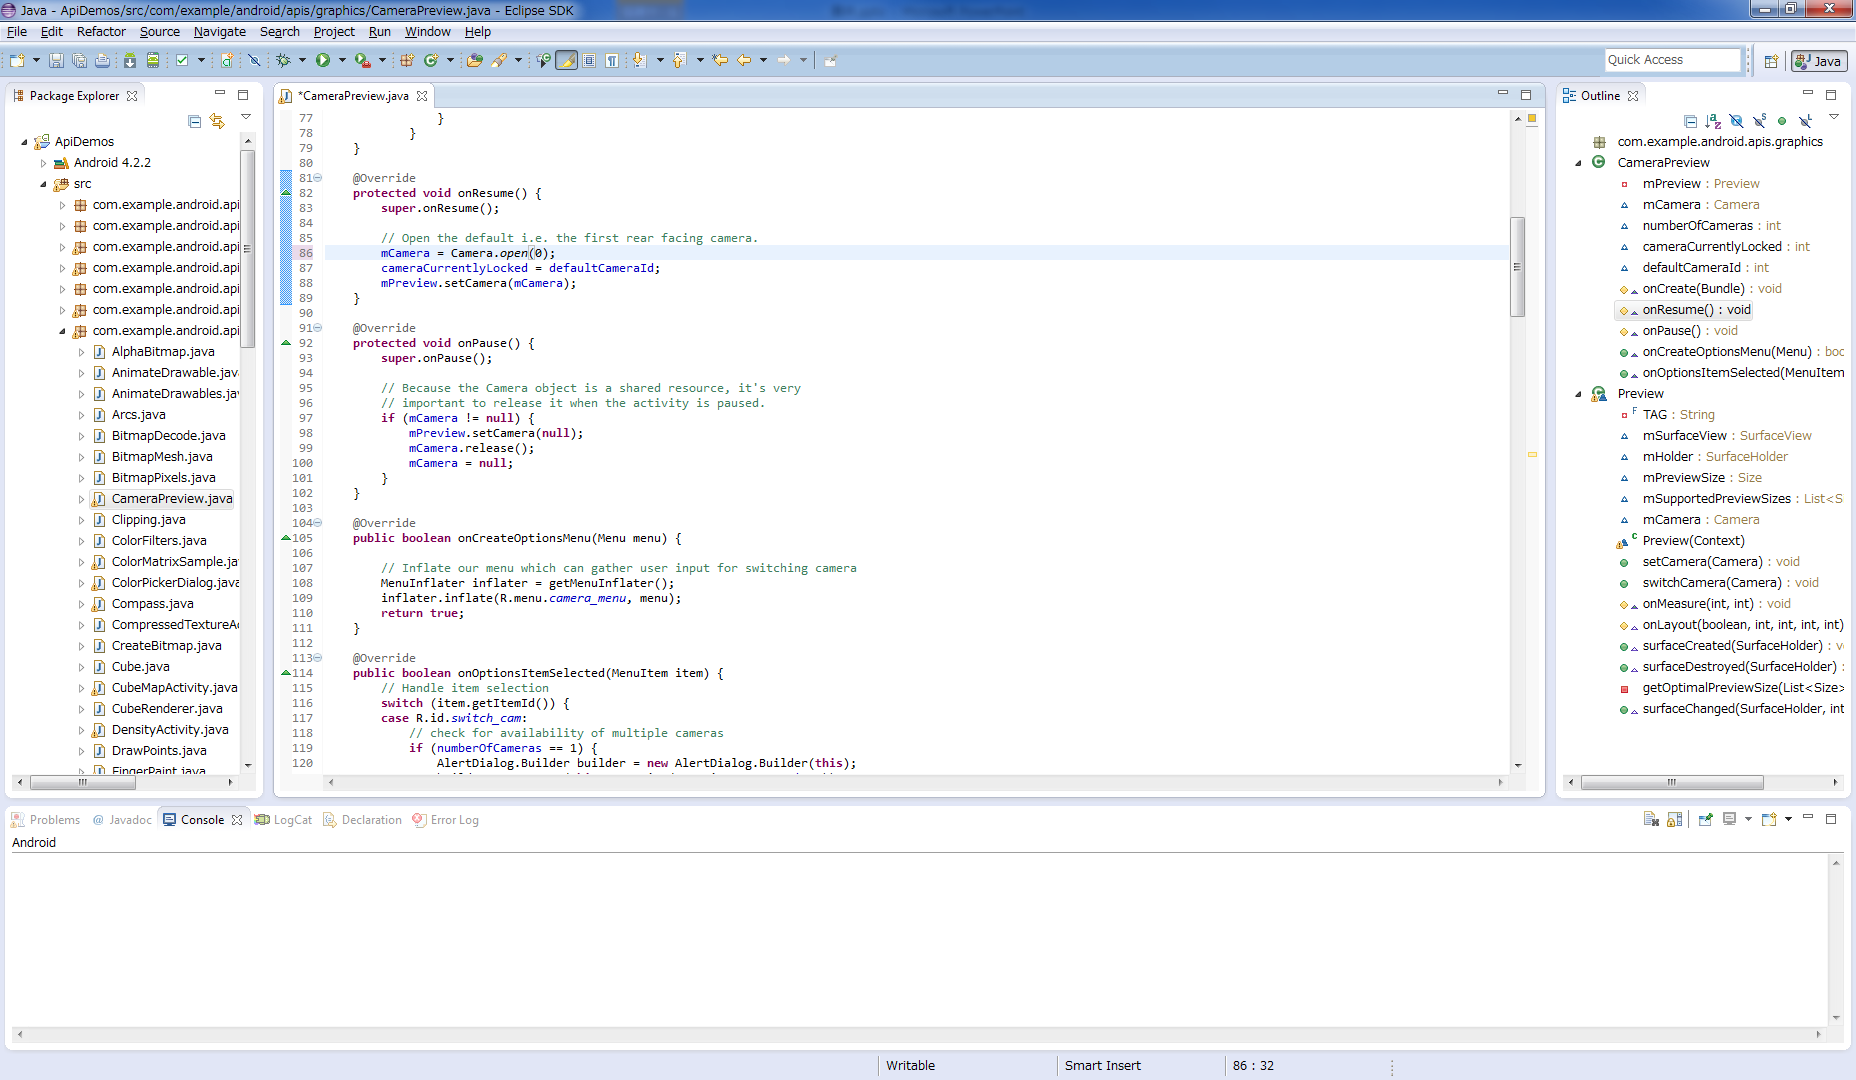 Java - ApiDemos/src/com/example/android/apis/graphics/CameraPreview.java - Eclipse SDK
File Edit Refactor Source Navigate Search Project Run Window Help
Quick Access
Java
Package Explorer
ApiDemos
Android 4.2.2
src
com.example.android.api
com.example.android.api
com.example.android.api
com.example.android.api
com.example.android.api
com.example.android.api
com.example.android.api
AlphaBitmap.java
AnimateDrawable.jav
AnimateDrawables.jav
Arcs.java
BitmapDecode.java
BitmapMesh.java
BitmapPixels.java
CameraPreview.java
Clipping.java
ColorFilters.java
ColorMatrixSample.ja
ColorPickerDialog.java
Compass.java
CompressedTextureAc
CreateBitmap.java
Cube.java
CubeMapActivity.java
CubeRenderer.java
DensityActivity.java
DrawPoints.java
FingerPaint.java
*CameraPreview.java
77 }
78 }
79 }
80
81 @Override
82 protected void onResume() {
83 super.onResume();
84
85 // Open the default i.e. the first rear facing camera.
86 mCamera = Camera.open(0);
87 cameraCurrentlyLocked = defaultCameraId;
88 mPreview.setCamera(mCamera);
89 }
90
91 @Override
92 protected void onPause() {
93 super.onPause();
94
95 // Because the Camera object is a shared resource, it's very
96 // important to release it when the activity is paused.
97 if (mCamera != null) {
98 mPreview.setCamera(null);
99 mCamera.release();
100 mCamera = null;
101 }
102 }
103
104 @Override
105 public boolean onCreateOptionsMenu(Menu menu) {
106
107 // Inflate our menu which can gather user input for switching camera
108 MenuInflater inflater = getMenuInflater();
109 inflater.inflate(R.menu.camera_menu, menu);
110 return true;
111 }
112
113 @Override
114 public boolean onOptionsItemSelected(MenuItem item) {
115 // Handle item selection
116 switch (item.getItemId()) {
117 case R.id.switch_cam:
118 // check for availability of multiple cameras
119 if (numberOfCameras == 1) {
120 AlertDialog.Builder builder = new AlertDialog.Builder(this);
Outline
com.example.android.apis.graphics
CameraPreview
mPreview : Preview
mCamera : Camera
numberOfCameras : int
cameraCurrentlyLocked : int
defaultCameraId : int
onCreate(Bundle) : void
onResume() : void
onPause() : void
onCreateOptionsMenu(Menu) : boo
onOptionsItemSelected(MenuItem
Preview
TAG : String
mSurfaceView : SurfaceView
mHolder : SurfaceHolder
mPreviewSize : Size
mSupportedPreviewSizes : List<S
mCamera : Camera
Preview(Context)
setCamera(Camera) : void
switchCamera(Camera) : void
onMeasure(int, int) : void
onLayout(boolean, int, int, int, int)
surfaceCreated(SurfaceHolder) : v
surfaceDestroyed(SurfaceHolder) :
getOptimalPreviewSize(List<Size>
surfaceChanged(SurfaceHolder, int
Problems @ Javadoc Console LogCat Declaration Error Log
Android
Writable Smart Insert 86 : 32